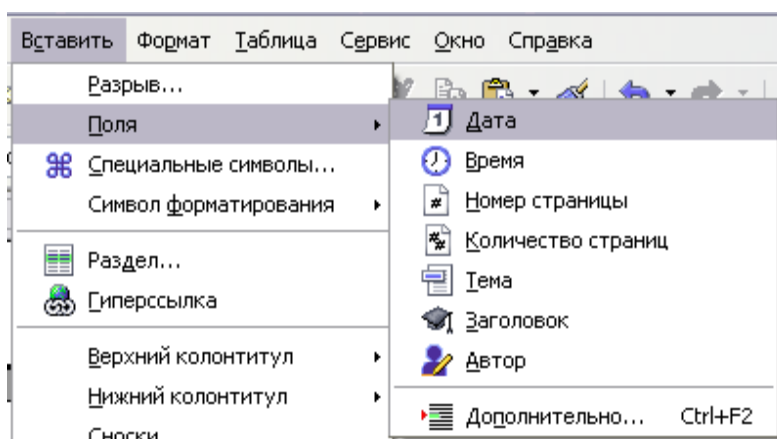 Вставить Формат Таблица Сервис Окно Справка
Разрыв...
Поля
Специальные символы...
Символ форматирования
Раздел...
Гиперссылка
Верхний колонтитул
Нижний колонтитул
Сноски
1 Дата
Время
# Номер страницы
Количество страниц
Тема
Заголовок
Автор
Дополнительно... Ctrl+F2